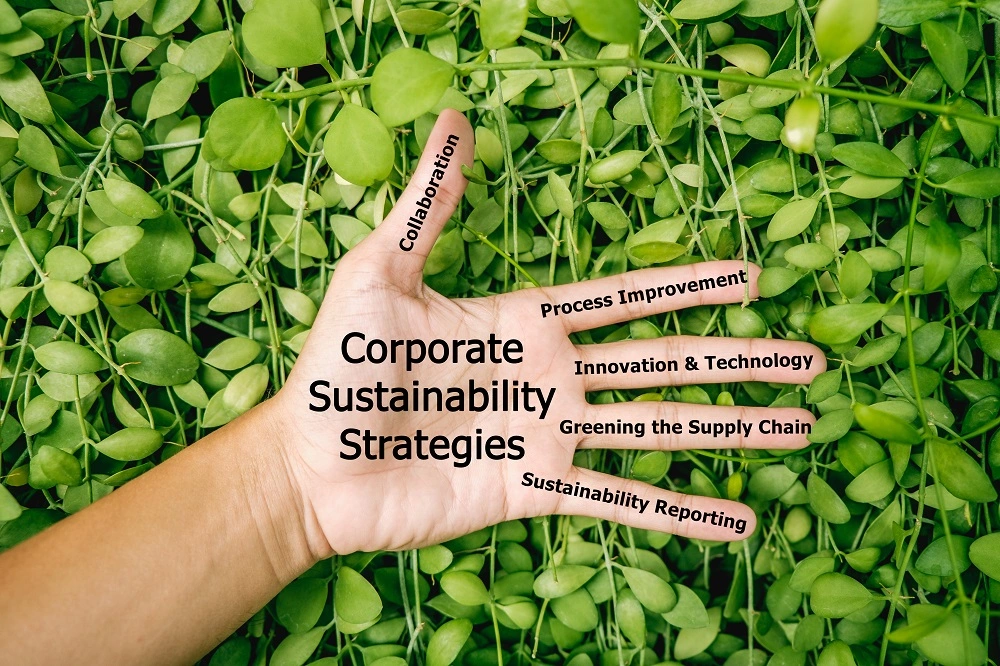 Collaboration
Process Improvement
Innovation & Technology
Greening the Supply Chain
Sustainability Reporting
Corporate
Sustainability
Strategies